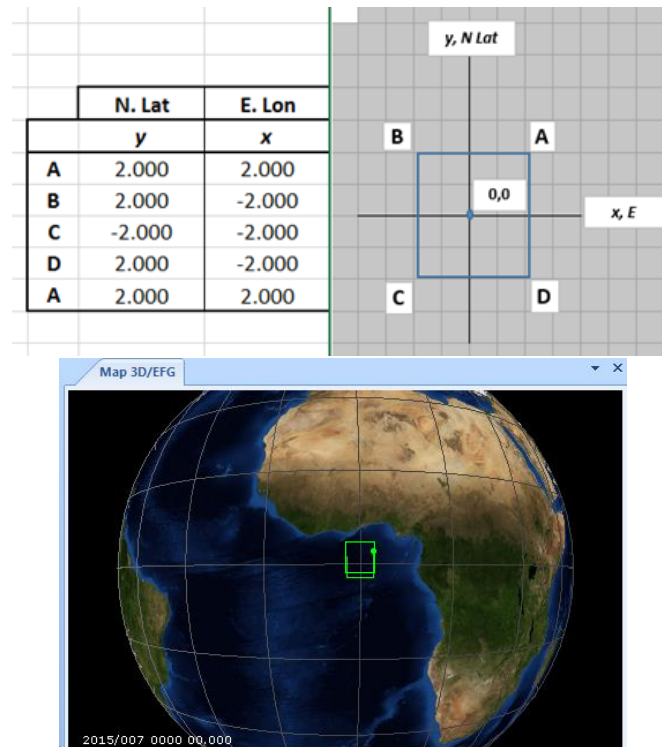 N. Lat E. Lon
y x
A 2.000 2.000
B 2.000 -2.000
C -2.000 -2.000
D 2.000 -2.000
A 2.000 2.000
y, N Lat
B A
0,0
x, E
C D
Map 3D/EFG
2015/007 0000 00.000